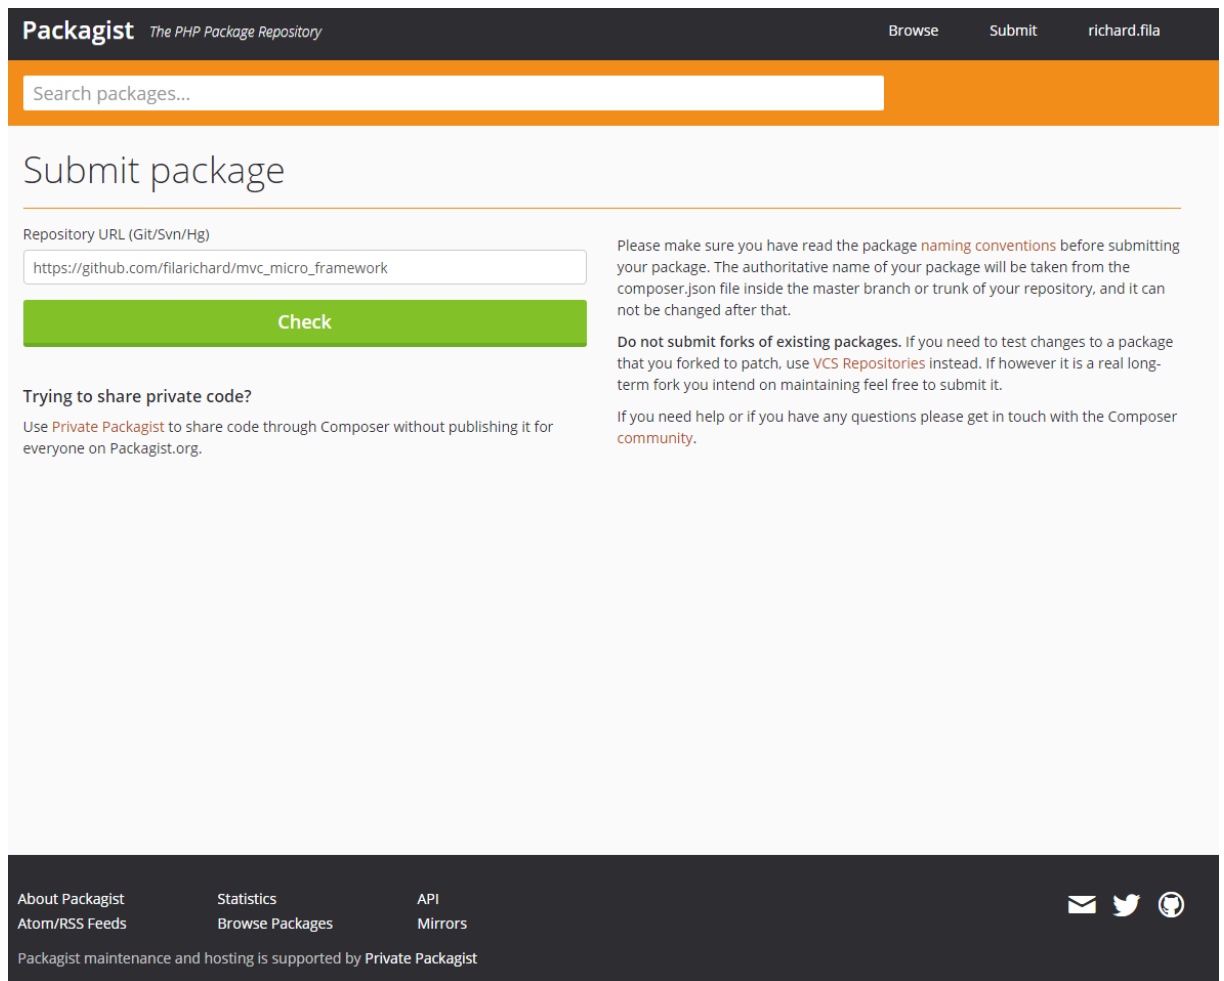 Packagist The PHP Package Repository
Browse Submit richard.fila
Search packages...
Submit package
Repository URL (Git/Svn/Hg)
https://github.com/filarichard/mvc_micro_framework
Check
Trying to share private code?
Use Private Packagist to share code through Composer without publishing it for
everyone on Packagist.org.
Please make sure you have read the package naming conventions before submitting
your package. The authoritative name of your package will be taken from the
composer.json file inside the master branch or trunk of your repository, and it can
not be changed after that.
Do not submit forks of existing packages. If you need to test changes to a package
that you forked to patch, use VCS Repositories instead. If however it is a real long-
term fork you intend on maintaining feel free to submit it.
If you need help or if you have any questions please get in touch with the Composer
community.
About Packagist Statistics API
Atom/RSS Feeds Browse Packages Mirrors
Packagist maintenance and hosting is supported by Private Packagist